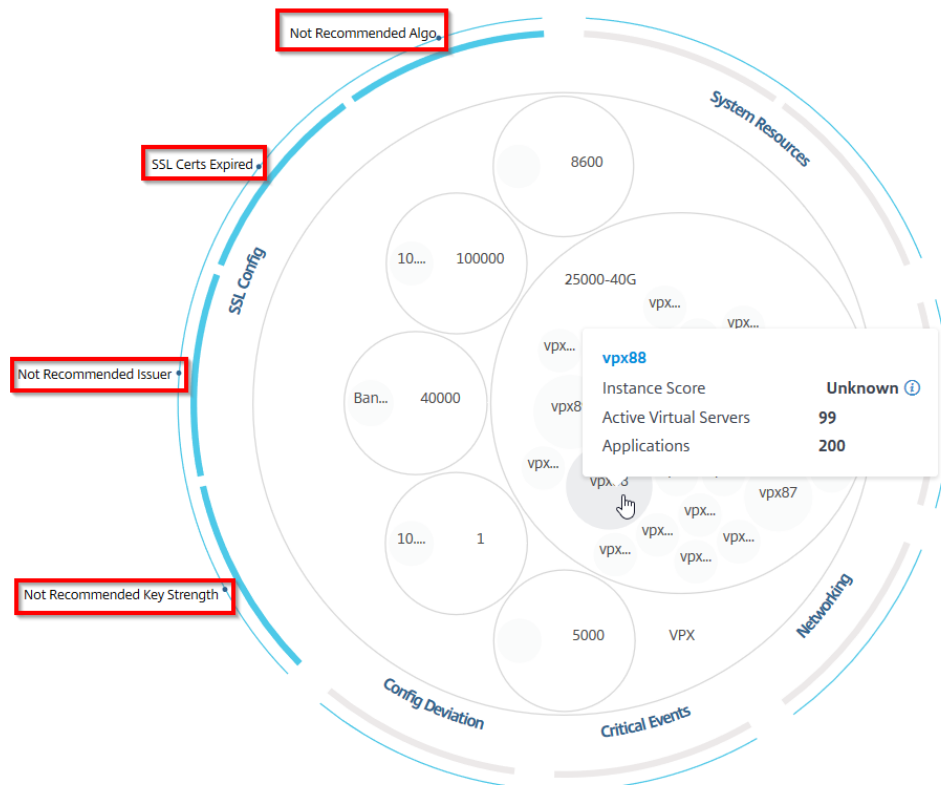 Not Recommended Algo
System Resources
SSL Certs Expired
8600
SSL Config
10.... 100000
25000-40G
vpx...
vpx...
vpx...
vpx88
Instance Score Unknown
Active Virtual Servers 99
Applications 200
Not Recommended Issuer
Ban... 40000
vpx8
vpx...
vpx87
vpx...
vpx...
vpx...
vpx...
vpx...
10.... 1
Not Recommended Key Strength
Networking
5000 VPX
Config Deviation
Critical Events